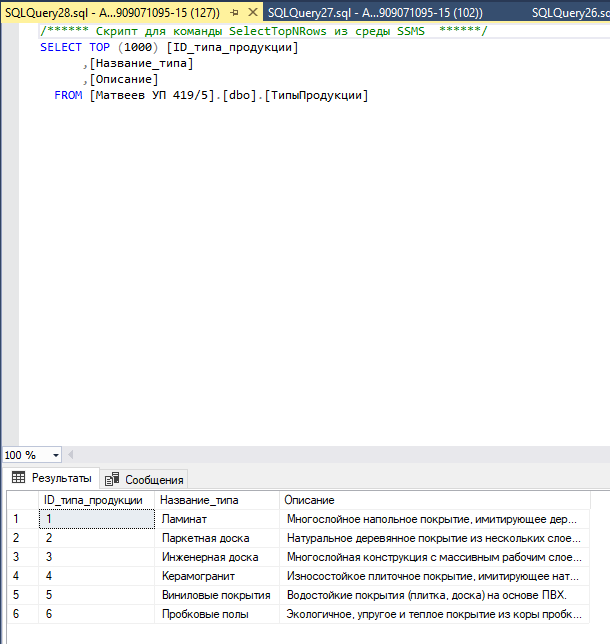 SQLQuery28.sql - A...909071095-15 (127))
SQLQuery27.sql - A...909071095-15 (102))
SQLQuery26.sq
/****** Скрипт для команды SelectTopNRows из среды SSMS  ******/
SELECT TOP (1000) [ID_типа_продукции]
,[Название_типа]
,[Описание]
FROM [Матвеев УП 419/5].[dbo].[ТипыПродукции]
100 %
Результаты
Сообщения
ID_типа_продукции Название_типа Описание
1 1 Ламинат Многослойное напольное покрытие, имитирующее дер...
2 2 Паркетная доска Натуральное деревянное покрытие из нескольких слое...
3 3 Инженерная доска Многослойная конструкция с массивным рабочим слое...
4 4 Керамогранит Износостойкое плиточное покрытие, имитирующее нат...
5 5 Виниловые покрытия Водостойкие покрытия (плитка, доска) на основе ПВХ.
6 6 Пробковые полы Экологичное, упругое и теплое покрытие из коры пробк...